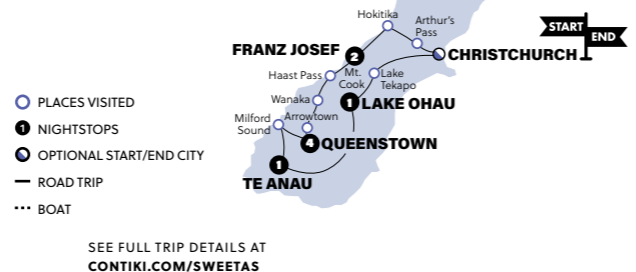 Hokitika
Arthur's
Pass
START
END
FRANZ JOSEF
2
CHRISTCHURCH
Haast Pass
Mt.
Cook
Lake
Tekapo
Wanaka
1
LAKE OHAU
Milford
Sound
Arrowtown
4
QUEENSTOWN
1
TE ANAU
PLACES VISITED
1 NIGHTSTOPS
OPTIONAL START/END CITY
ROAD TRIP
BOAT
SEE FULL TRIP DETAILS AT
CONTIKI.COM/SWEETAS